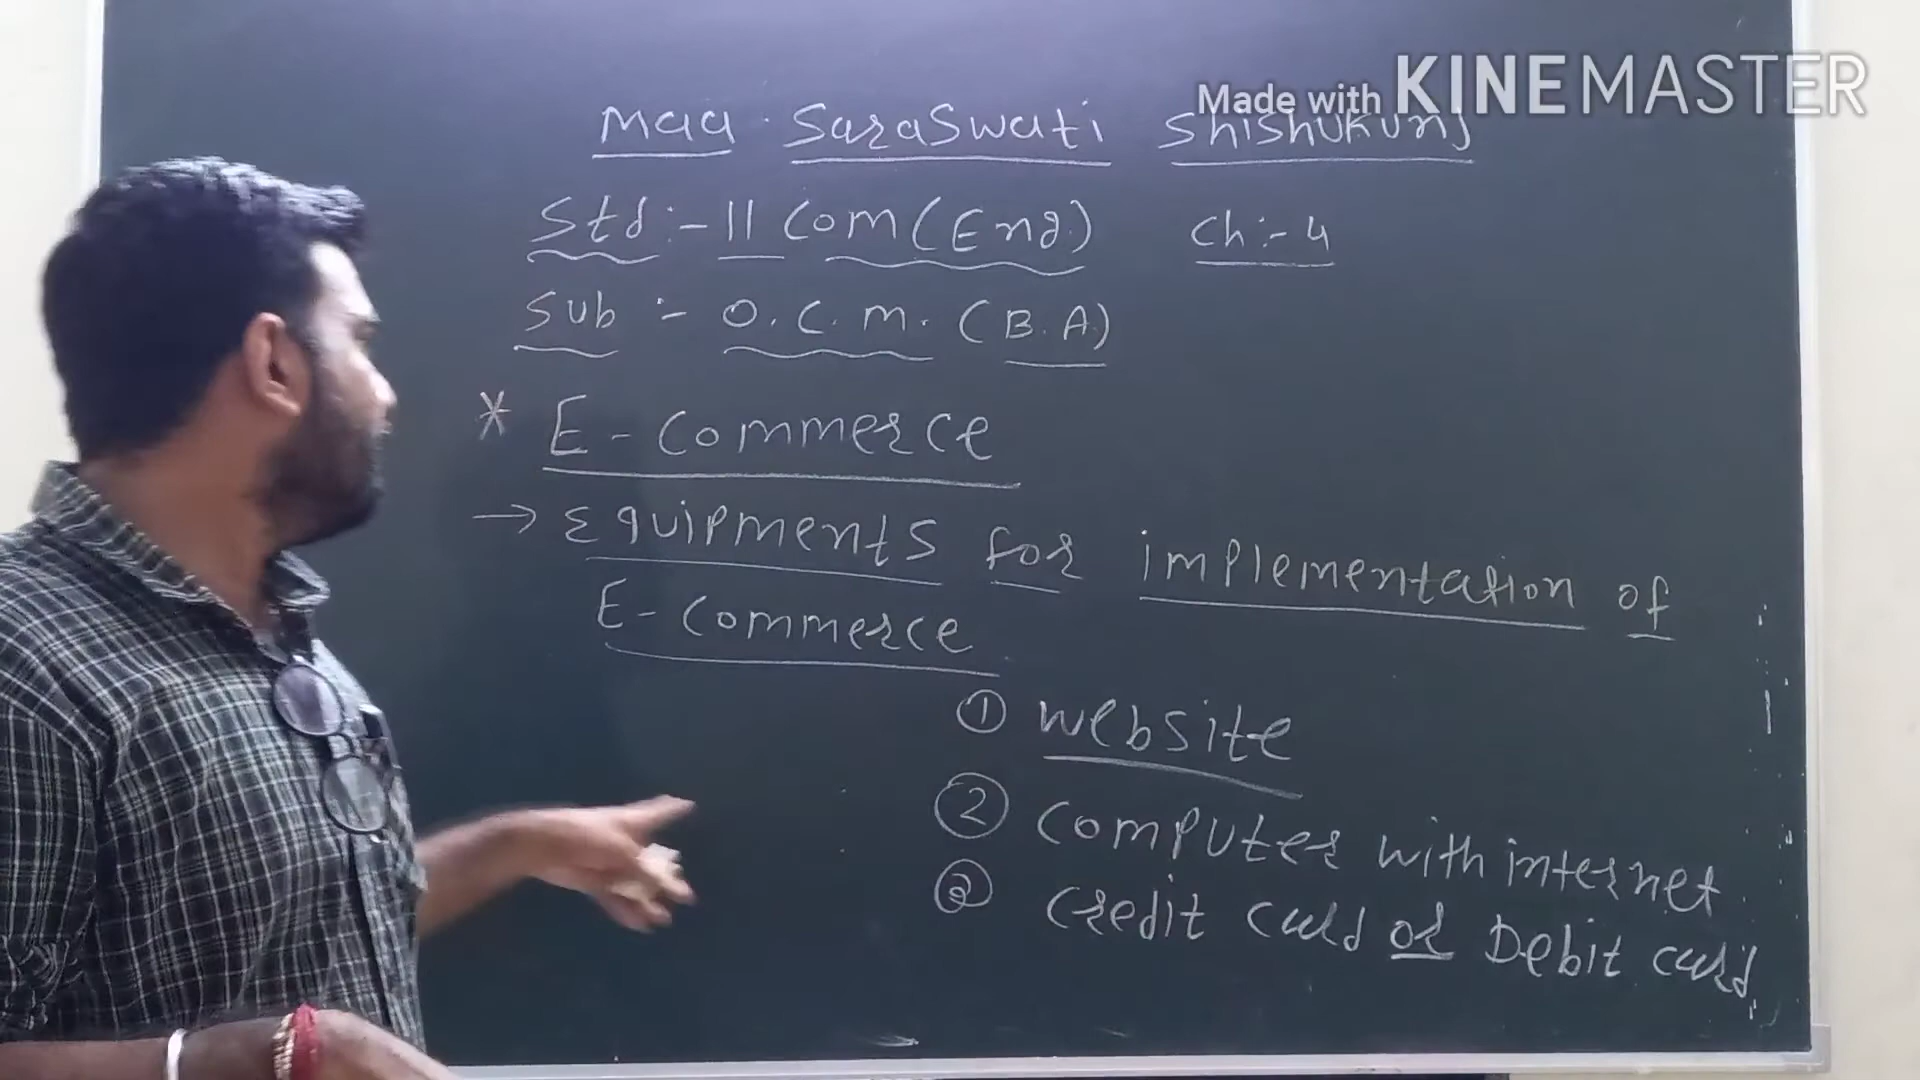 Made with KINEMASTER
Maa Saraswati Shishukunj
Std :- 11 Com (Eng.) Ch :- 4
Sub :- O.C.M. (B.A.)
* E-Commerce
→ Equipments for implementation of
E-Commerce
① Website
② Computer with internet
③ Credit card or Debit card